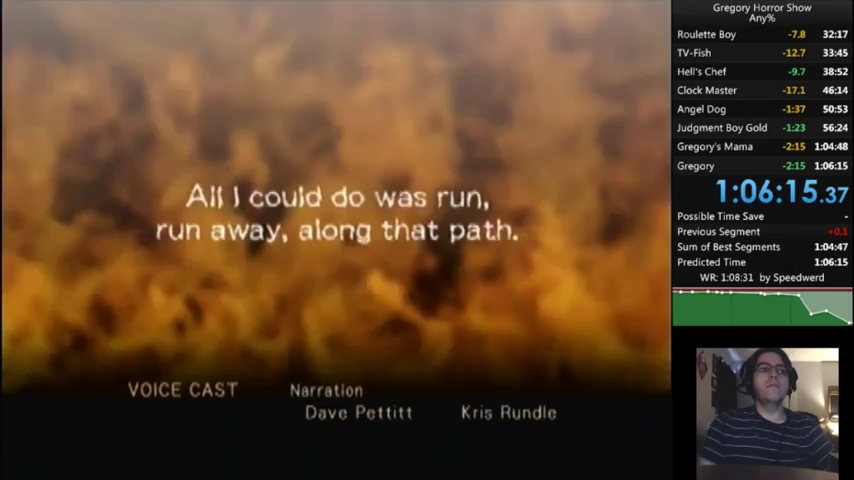 All I could do was run,
run away, along that path.
VOICE CAST
Narration
Dave Pettitt Kris Rundle
Gregory Horror Show
Any%
Roulette Boy -7.8 32:17
TV-Fish -12.7 33:45
Hell's Chef -9.7 38:52
Clock Master -17.1 46:14
Angel Dog -1:37 50:53
Judgment Boy Gold -1:23 56:24
Gregory's Mama -2:15 1:04:48
Gregory -2:15 1:06:15
1:06:15.37
Possible Time Save -
Previous Segment +0.1
Sum of Best Segments 1:04:47
Predicted Time 1:06:15
WR: 1:08:31 by Speedwerd